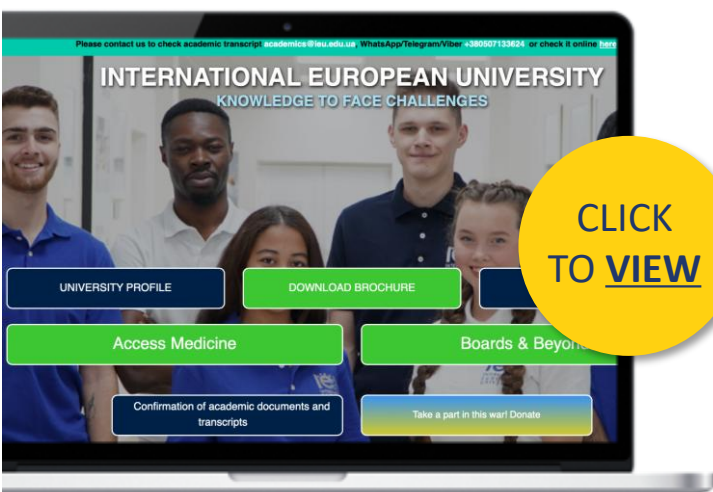 Please contact us to check academic transcript academics@ieu.edu.ua, WhatsApp/Telegram/Viber +380507133624 or check it online here
INTERNATIONAL EUROPEAN UNIVERSITY
KNOWLEDGE TO FACE CHALLENGES
CLICK
TO VIEW
UNIVERSITY PROFILE
DOWNLOAD BROCHURE
Access Medicine
Boards & Beyond
Confirmation of academic documents and
transcripts
Take a part in this war! Donate